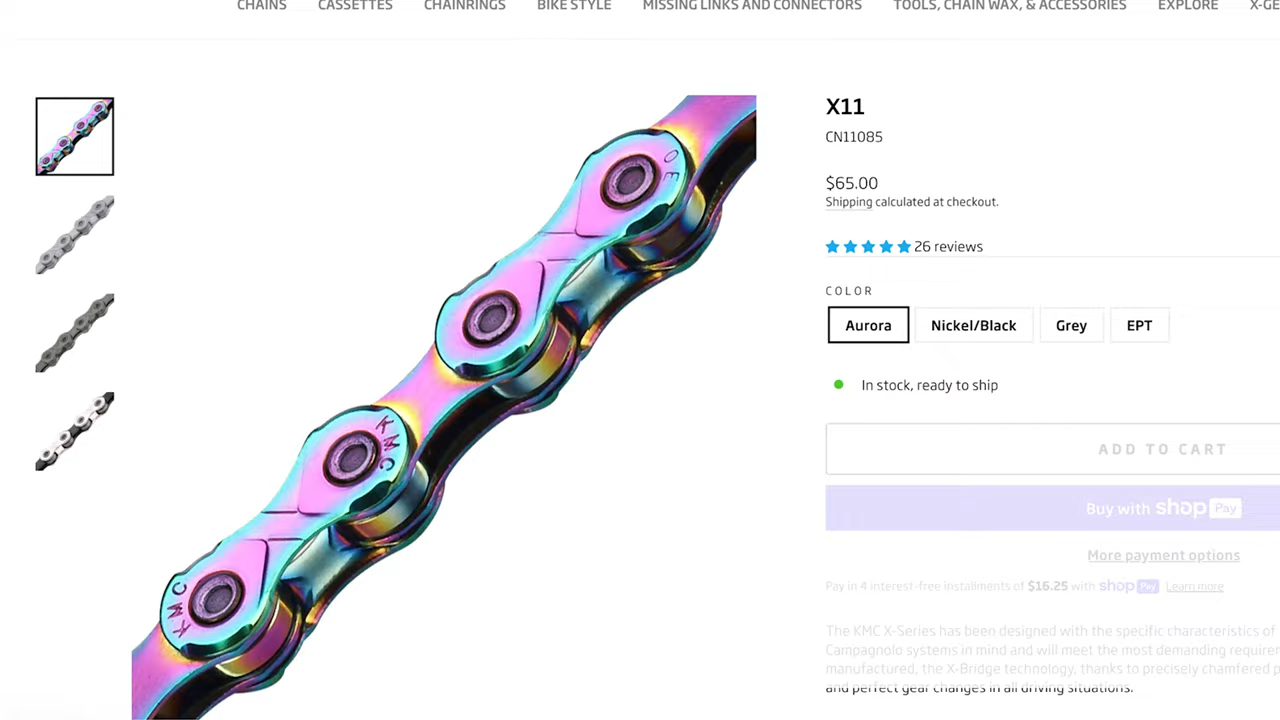 CHAINS CASSETTES CHAINRINGS BIKE STYLE MISSING LINKS AND CONNECTORS TOOLS, CHAIN WAX, & ACCESSORIES EXPLORE X-GE
X11
CN11085
$65.00
Shipping calculated at checkout.
26 reviews
COLOR
Aurora Nickel/Black Grey EPT
In stock, ready to ship
ADD TO CART
Buy with shop Pay
More payment options
Pay in 4 interest-free installments of $16.25 with shop Pay Learn more
The KMC X-Series has been designed with the specific characteristics of
Campagnolo systems in mind and will meet the most demanding requirem
manufactured, the X-Bridge technology, thanks to precisely chamfered p
and perfect gear changes in all driving situations.
KMC
KMC